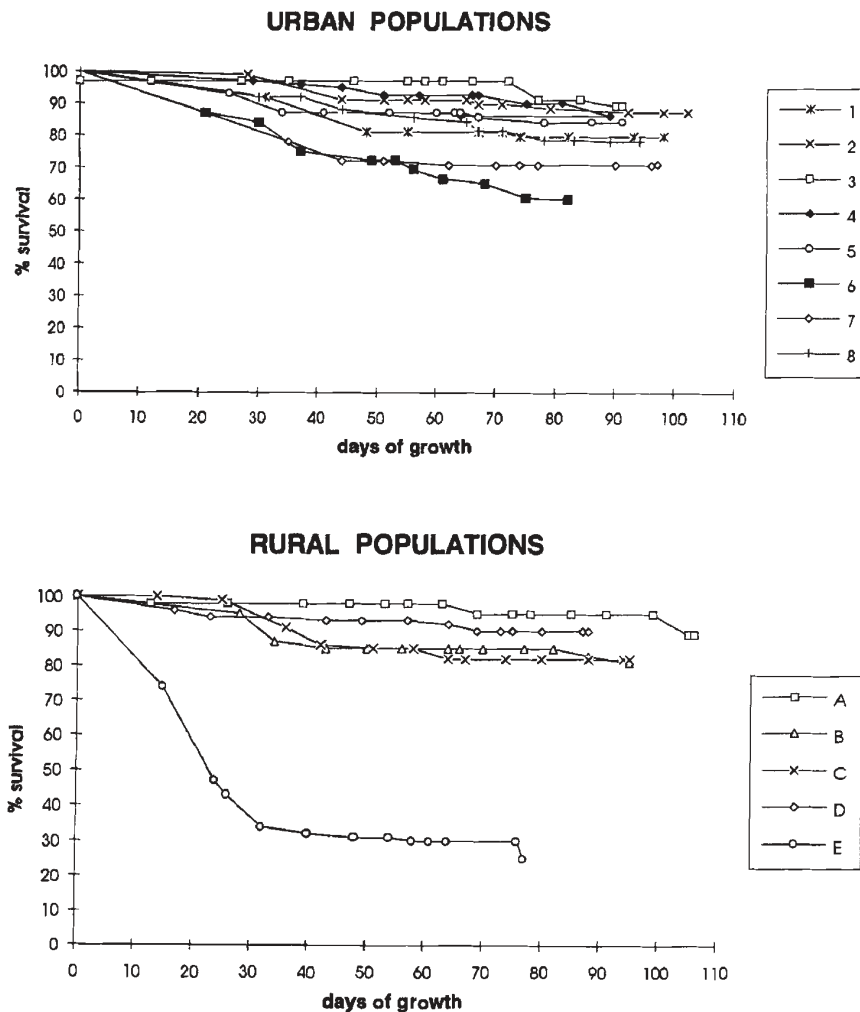 URBAN POPULATIONS
% survival
100
90
80
70
60
50
40
30
20
10
0
0 10 20 30 40 50 60 70 80 90 100 110
days of growth
1
2
3
4
5
6
7
8
RURAL POPULATIONS
% survival
100
90
80
70
60
50
40
30
20
10
0
0 10 20 30 40 50 60 70 80 90 100 110
days of growth
A
B
C
D
E